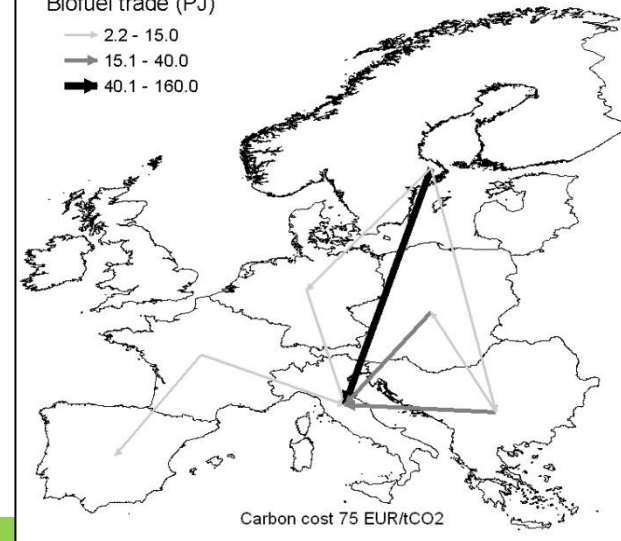 Biofuel trade (PJ)
2.2 - 15.0
15.1 - 40.0
40.1 - 160.0
Carbon cost 75 EUR/tCO2